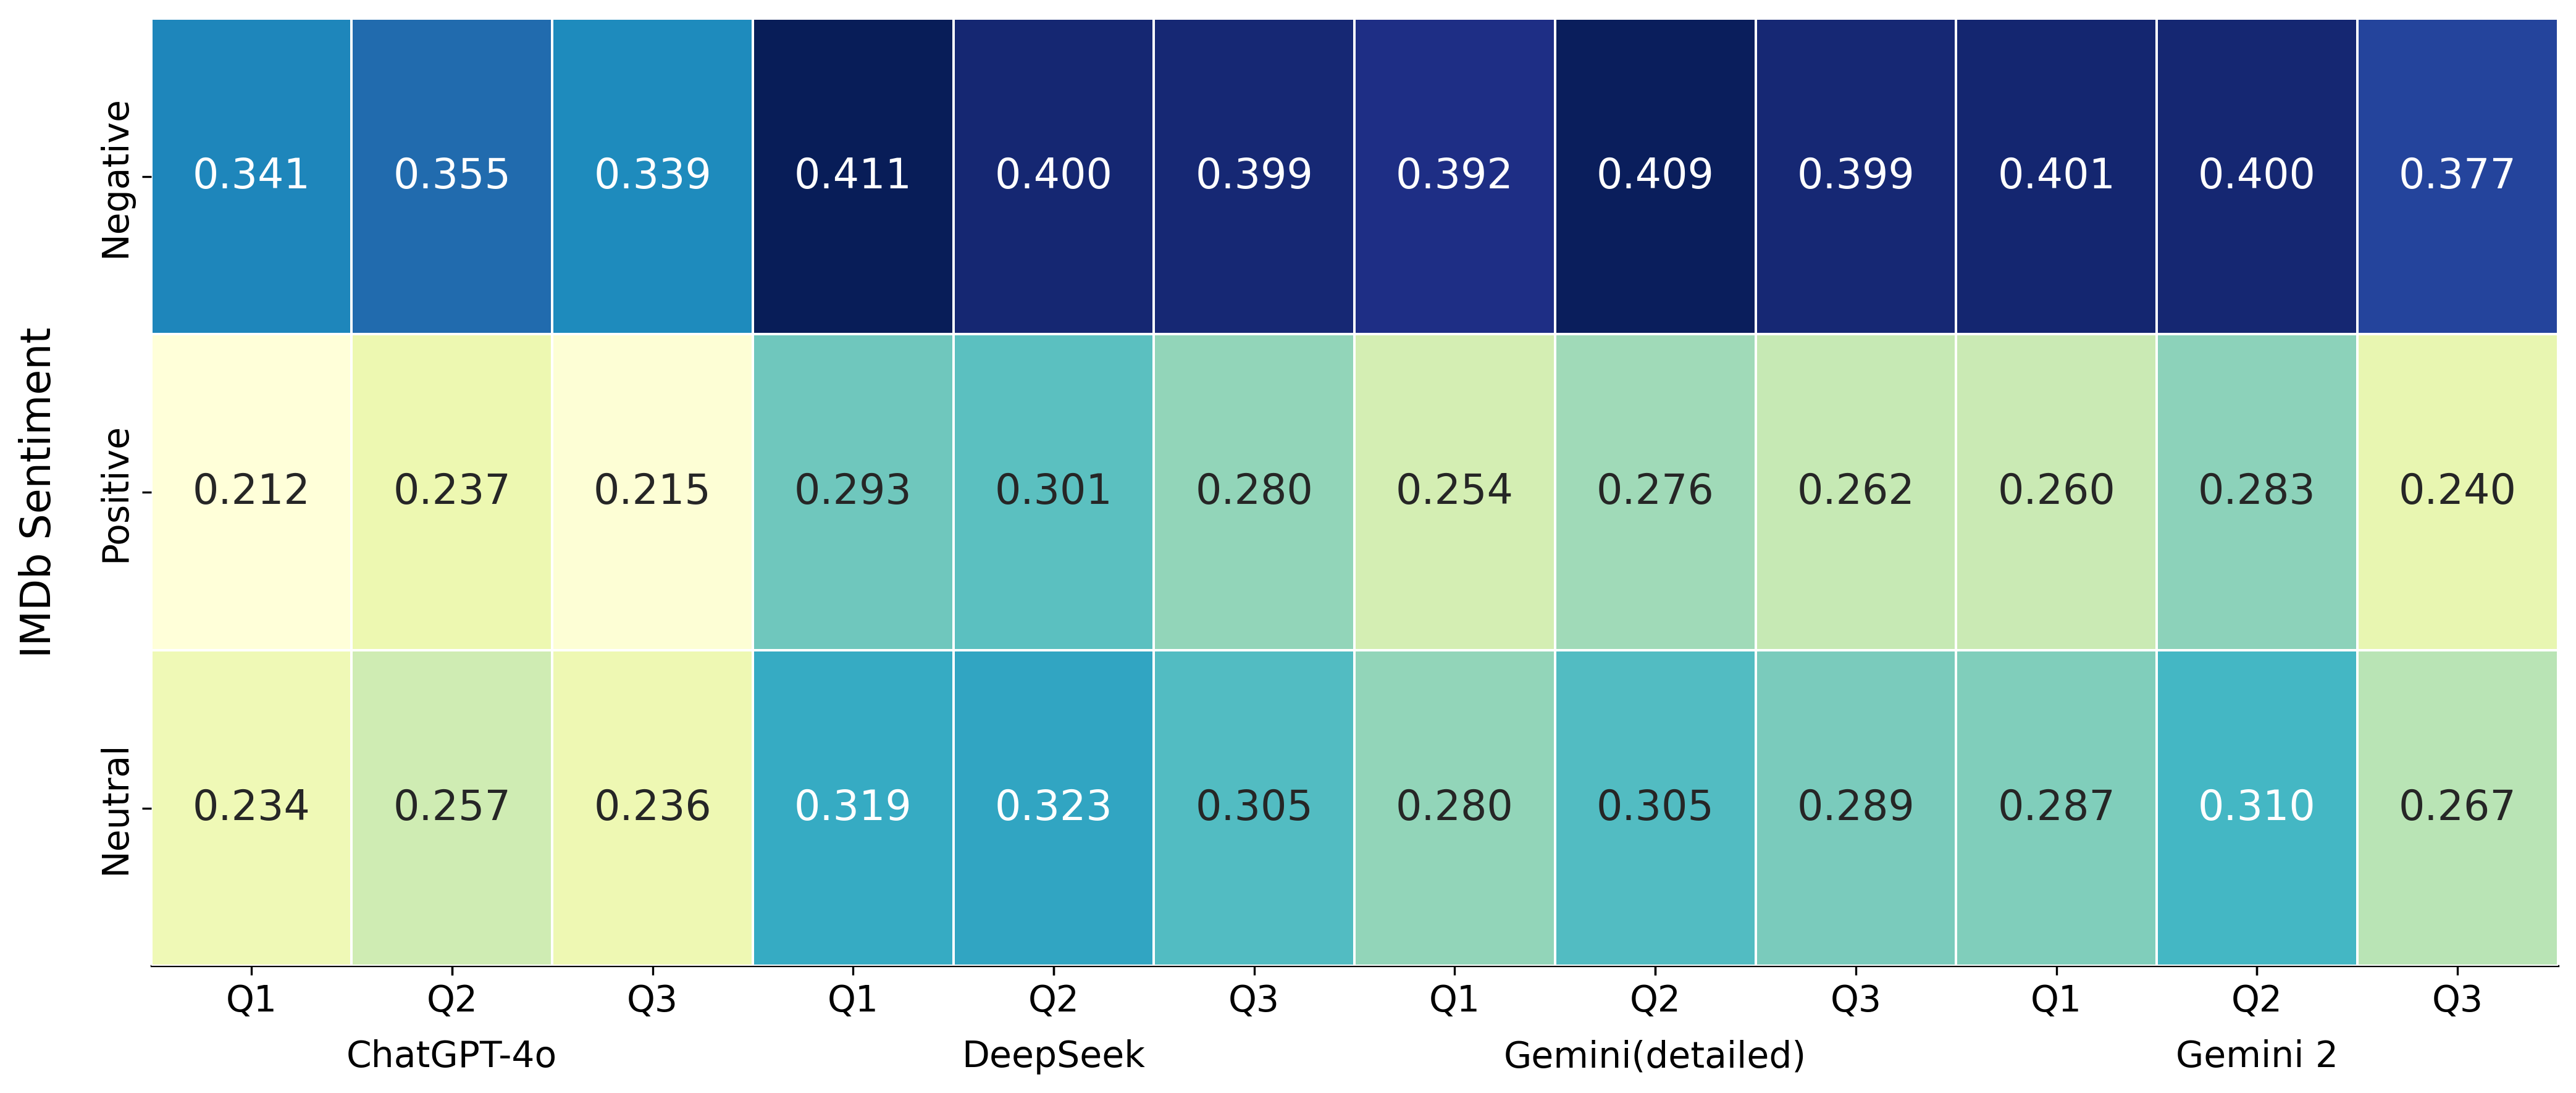 IMDb Sentiment
Negative
0.341 0.355 0.339 0.411 0.400 0.399 0.392 0.409 0.399 0.401 0.400 0.377
Positive
0.212 0.237 0.215 0.293 0.301 0.280 0.254 0.276 0.262 0.260 0.283 0.240
Neutral
0.234 0.257 0.236 0.319 0.323 0.305 0.280 0.305 0.289 0.287 0.310 0.267
Q1 Q2 Q3 Q1 Q2 Q3 Q1 Q2 Q3 Q1 Q2 Q3
ChatGPT-4o DeepSeek Gemini(detailed) Gemini 2